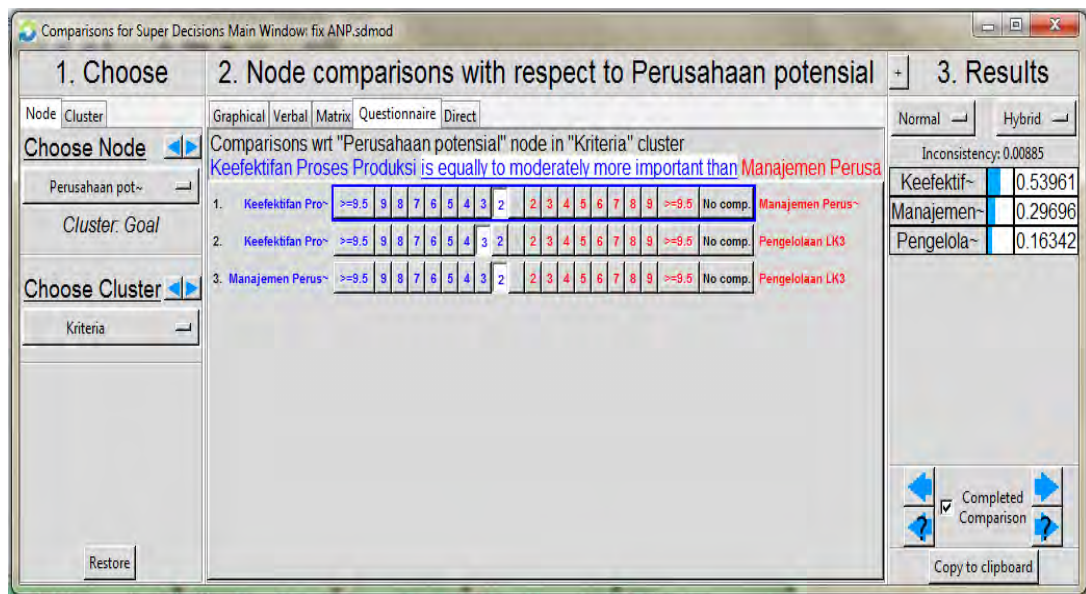 Comparisons for Super Decisions Main Window: fix ANP.sdmod
1. Choose
Node Cluster
Choose Node
Perusahaan pot~
Cluster: Goal
Choose Cluster
Kriteria
Restore
2. Node comparisons with respect to Perusahaan potensial
Graphical Verbal Matrix Questionnaire Direct
Comparisons wrt "Perusahaan potensial" node in "Kriteria" cluster
Keefektifan Proses Produksi is equally to moderately more important than Manajemen Perusa
1. Keefektifan Pro~ >=9.5 9 8 7 6 5 4 3 2 2 3 4 5 6 7 8 9 >=9.5 No comp. Manajemen Perus~
2. Keefektifan Pro~ >=9.5 9 8 7 6 5 4 3 2 2 3 4 5 6 7 8 9 >=9.5 No comp. Pengelolaan LK3
3. Manajemen Perus~ >=9.5 9 8 7 6 5 4 3 2 2 3 4 5 6 7 8 9 >=9.5 No comp. Pengelolaan LK3
+ 3. Results
Normal Hybrid
Inconsistency: 0.00885
Keefektif~ 0.53961
Manajemen~ 0.29696
Pengelola~ 0.16342
Completed
Comparison
? ?
Copy to clipboard